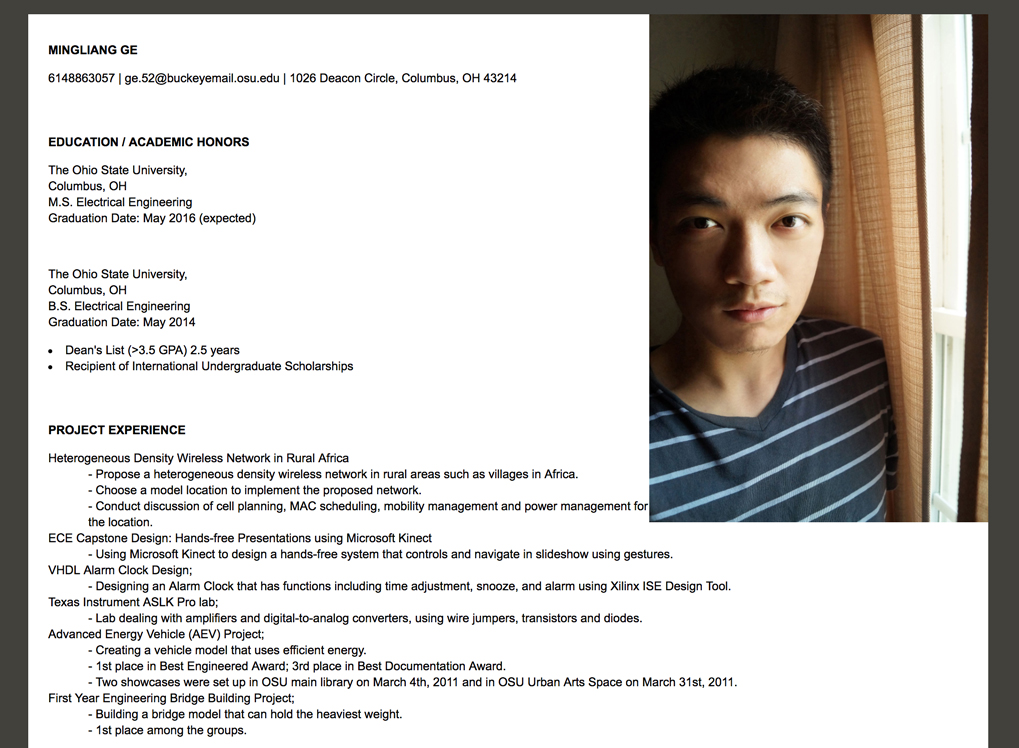 MINGLIANG GE
6148863057 | ge.52@buckeyemail.osu.edu | 1026 Deacon Circle, Columbus, OH 43214
EDUCATION / ACADEMIC HONORS
The Ohio State University,
Columbus, OH
M.S. Electrical Engineering
Graduation Date: May 2016 (expected)
The Ohio State University,
Columbus, OH
B.S. Electrical Engineering
Graduation Date: May 2014
• Dean's List (>3.5 GPA) 2.5 years
• Recipient of International Undergraduate Scholarships
PROJECT EXPERIENCE
Heterogeneous Density Wireless Network in Rural Africa
- Propose a heterogeneous density wireless network in rural areas such as villages in Africa.
- Choose a model location to implement the proposed network.
- Conduct discussion of cell planning, MAC scheduling, mobility management and power management for
the location.
ECE Capstone Design: Hands-free Presentations using Microsoft Kinect
- Using Microsoft Kinect to design a hands-free system that controls and navigate in slideshow using gestures.
VHDL Alarm Clock Design;
- Designing an Alarm Clock that has functions including time adjustment, snooze, and alarm using Xilinx ISE Design Tool.
Texas Instrument ASLK Pro lab;
- Lab dealing with amplifiers and digital-to-analog converters, using wire jumpers, transistors and diodes.
Advanced Energy Vehicle (AEV) Project;
- Creating a vehicle model that uses efficient energy.
- 1st place in Best Engineered Award; 3rd place in Best Documentation Award.
- Two showcases were set up in OSU main library on March 4th, 2011 and in OSU Urban Arts Space on March 31st, 2011.
First Year Engineering Bridge Building Project;
- Building a bridge model that can hold the heaviest weight.
- 1st place among the groups.